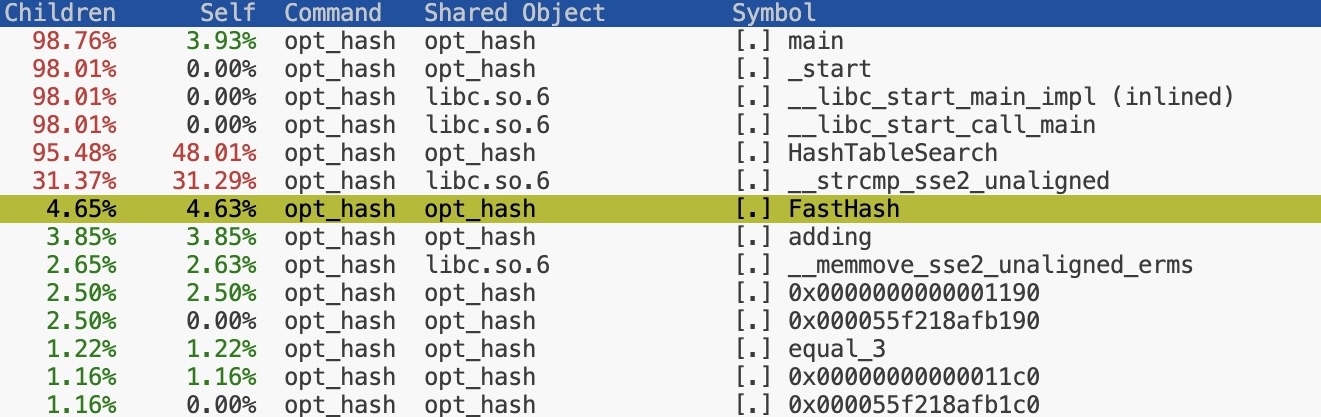 Children Self Command Shared Object Symbol
98.76% 3.93% opt_hash opt_hash [.] main
98.01% 0.00% opt_hash opt_hash [.] _start
98.01% 0.00% opt_hash libc.so.6 [.] __libc_start_main_impl (inlined)
98.01% 0.00% opt_hash libc.so.6 [.] __libc_start_call_main
95.48% 48.01% opt_hash opt_hash [.] HashTableSearch
31.37% 31.29% opt_hash libc.so.6 [.] __strcmp_sse2_unaligned
4.65% 4.63% opt_hash opt_hash [.] FastHash
3.85% 3.85% opt_hash opt_hash [.] adding
2.65% 2.63% opt_hash libc.so.6 [.] __memmove_sse2_unaligned_erms
2.50% 2.50% opt_hash opt_hash [.] 0x0000000000001190
2.50% 0.00% opt_hash opt_hash [.] 0x000055f218afb190
1.22% 1.22% opt_hash opt_hash [.] equal_3
1.16% 1.16% opt_hash opt_hash [.] 0x00000000000011c0
1.16% 0.00% opt_hash opt_hash [.] 0x000055f218afb1c0